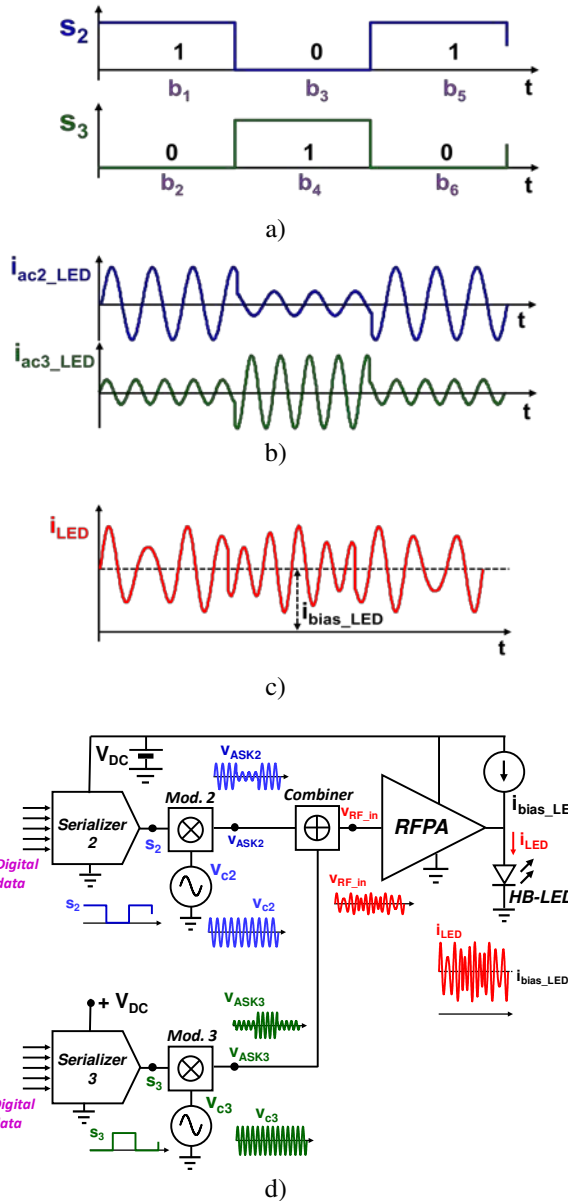 S2
1 0 1
b1 b3 b5 t
S3
0 1 0
b2 b4 b6 t
a)
iac2_LED
t
iac3_LED
t
b)
iLED
ibias_LED
t
c)
VDC
vASK2
Serializer 2
Mod. 2
Combiner
RFPA
ibias_LE
iLED
HB-LED
Digital data
s2
vASK2
vRF_in
vc2
s2
vc2
vRF_in
iLED
ibias_LED
+ VDC
vASK3
Serializer 3
Mod. 3
vASK3
Digital data
s3
vc3
s3
vc3
d)